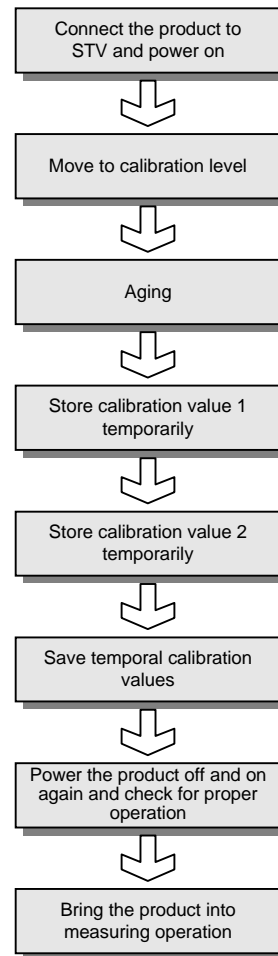 Connect the product to
STV and power on
Move to calibration level
Aging
Store calibration value 1
temporarily
Store calibration value 2
temporarily
Save temporal calibration
values
Power the product off and on
again and check for proper
operation
Bring the product into
measuring operation